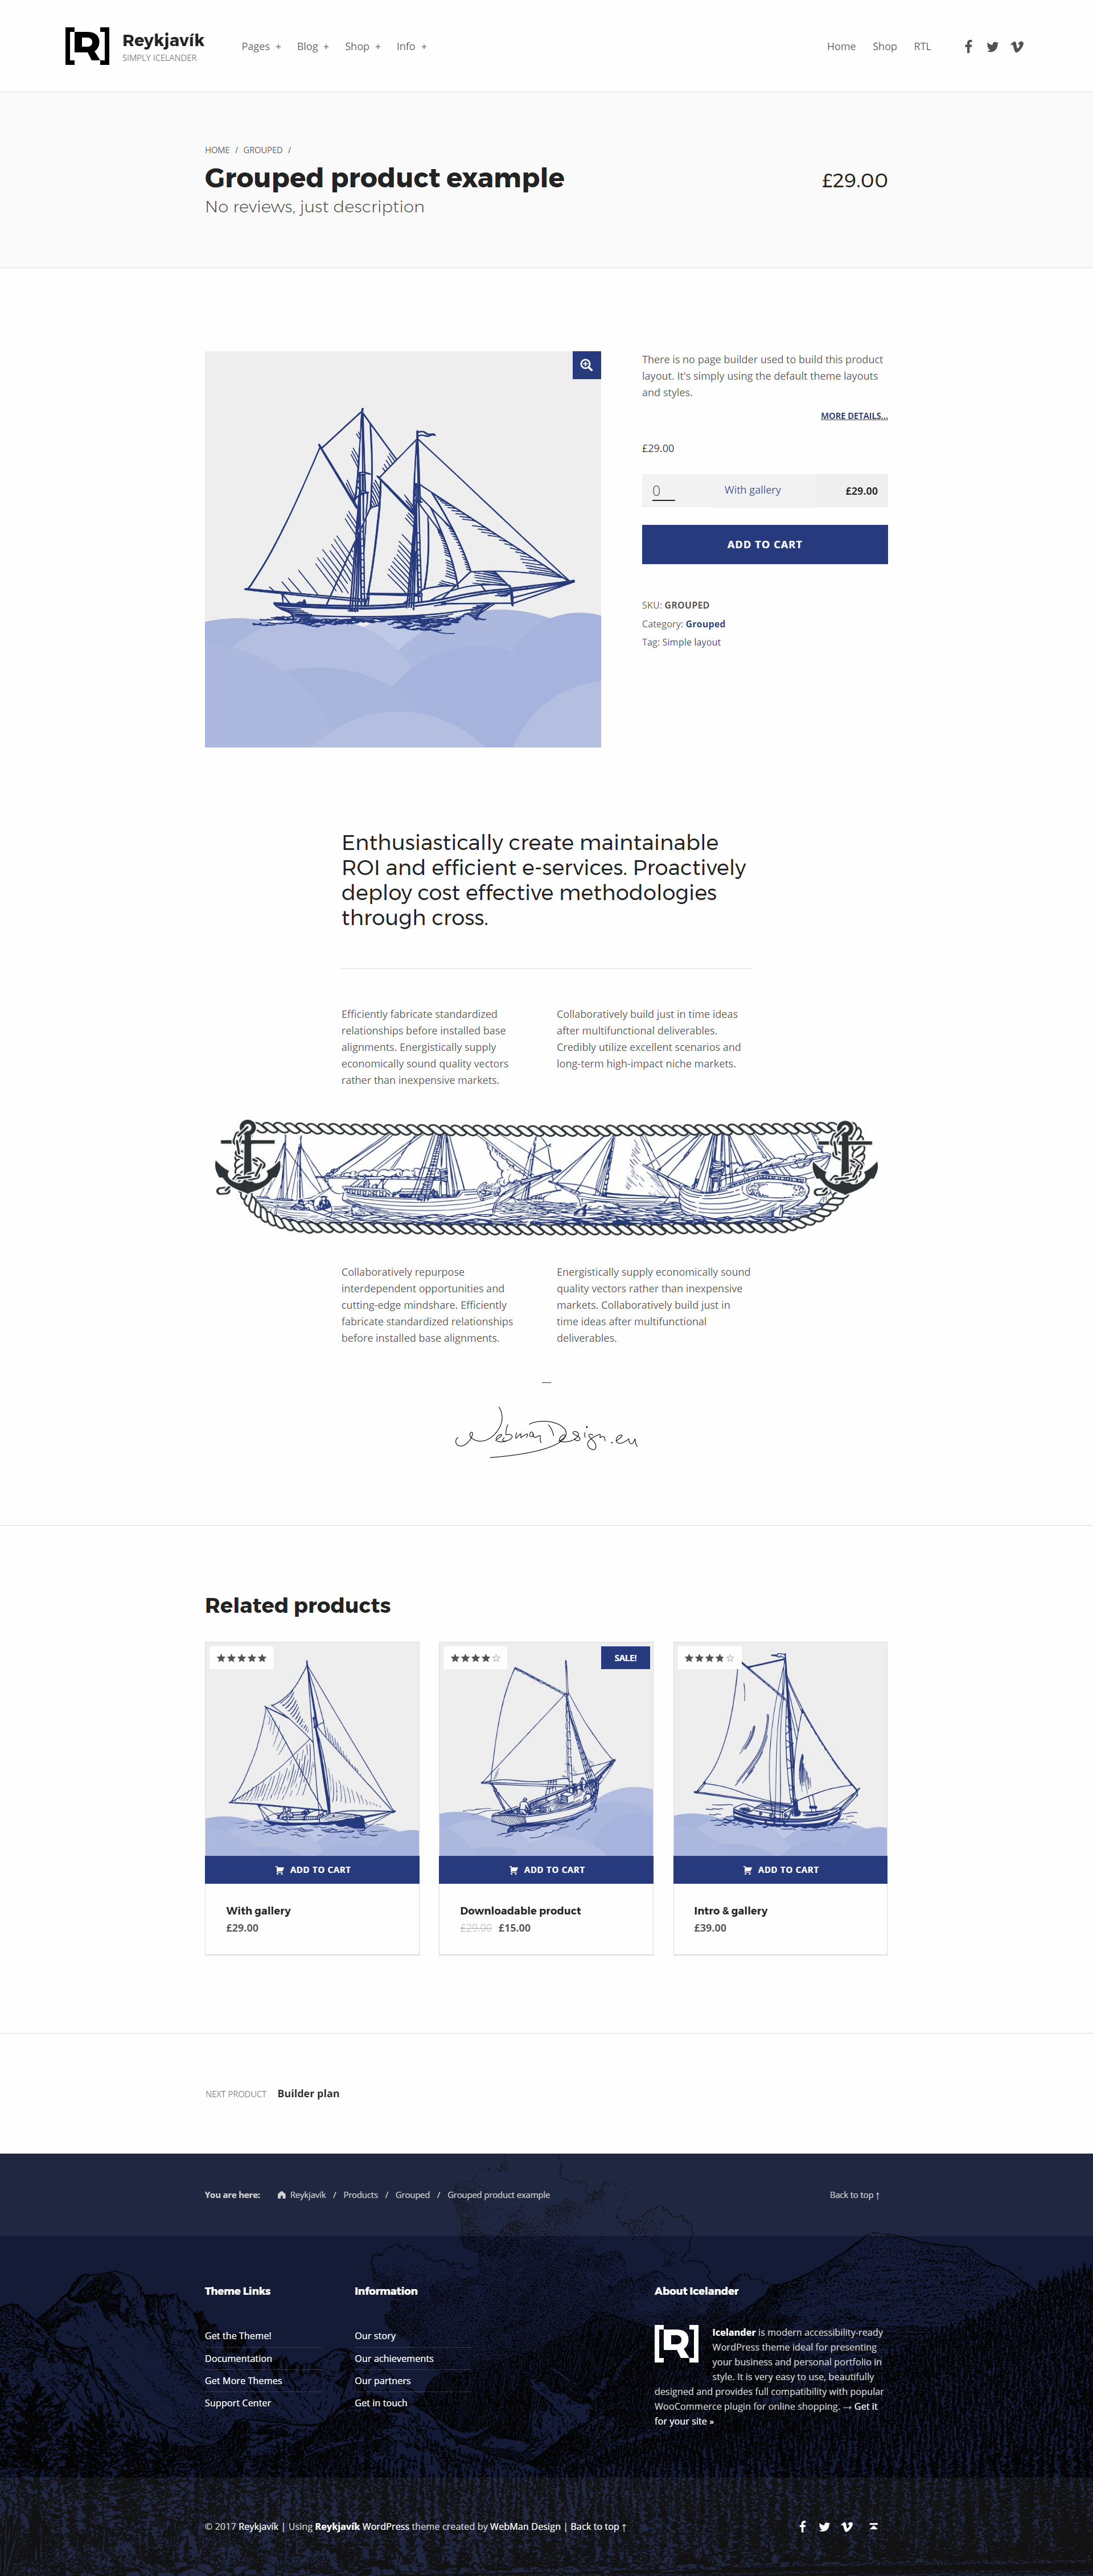 R
Reykjavík
SIMPLY ICELANDER
Pages +
Blog +
Shop +
Info +
Home
Shop
RTL
HOME / GROUPED /
Grouped product example
£29.00
No reviews, just description
There is no page builder used to build this product
layout. It's simply using the default theme layouts
and styles.
MORE DETAILS...
£29.00
0
With gallery
£29.00
ADD TO CART
SKU: GROUPED
Category: Grouped
Tag: Simple layout
Enthusiastically create maintainable
ROI and efficient e-services. Proactively
deploy cost effective methodologies
through cross.
Efficiently fabricate standardized
relationships before installed base
alignments. Energistically supply
economically sound quality vectors
rather than inexpensive markets.
Collaboratively build just in time ideas
after multifunctional deliverables.
Credibly utilize excellent scenarios and
long-term high-impact niche markets.
Collaboratively repurpose
interdependent opportunities and
cutting-edge mindshare. Efficiently
fabricate standardized relationships
before installed base alignments.
Energistically supply economically sound
quality vectors rather than inexpensive
markets. Collaboratively build just in
time ideas after multifunctional
deliverables.
—
WebmanDesign.eu
Related products
SALE!
ADD TO CART
ADD TO CART
ADD TO CART
With gallery
£29.00
Downloadable product
£29.00 £15.00
Intro & gallery
£39.00
NEXT PRODUCT Builder plan
You are here: Reykjavík / Products / Grouped / Grouped product example
Back to top ↑
Theme Links
Get the Theme!
Documentation
Get More Themes
Support Center
Information
Our story
Our achievements
Our partners
Get in touch
About Icelander
R
Icelander is modern accessibility-ready
WordPress theme ideal for presenting
your business and personal portfolio in
style. It is very easy to use, beautifully
designed and provides full compatibility with popular
WooCommerce plugin for online shopping. → Get it
for your site »
© 2017 Reykjavík | Using Reykjavík WordPress theme created by WebMan Design | Back to top ↑